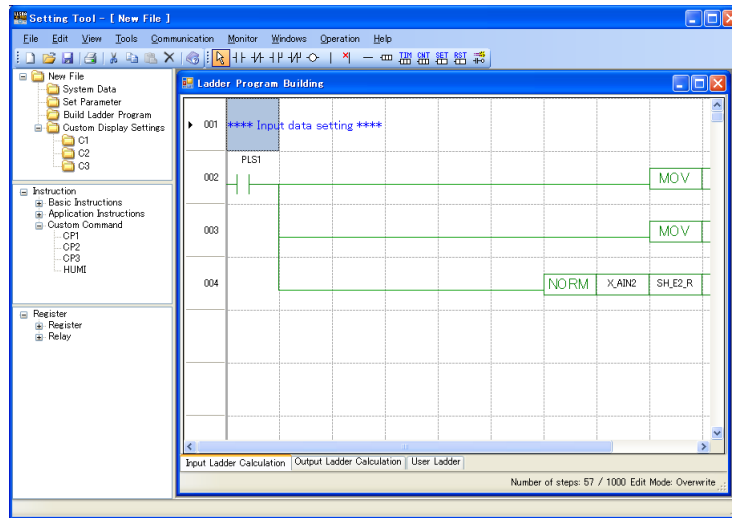 Setting Tool - [ New File ]
File Edit View Tools Communication Monitor Windows Operation Help
TIM CNT SET RST
New File
System Data
Set Parameter
Build Ladder Program
Custom Display Settings
C1
C2
C3
Instruction
Basic Instructions
Application Instructions
Custom Command
CP1
CP2
CP3
HUMI
Register
Register
Relay
Ladder Program Building
001 **** Input data setting ****
PLS1
002 MOV
003 MOV
004 NORM X_AIN2 SH_E2_R
Input Ladder Calculation Output Ladder Calculation User Ladder
Number of steps: 57 / 1000 Edit Mode: Overwrite